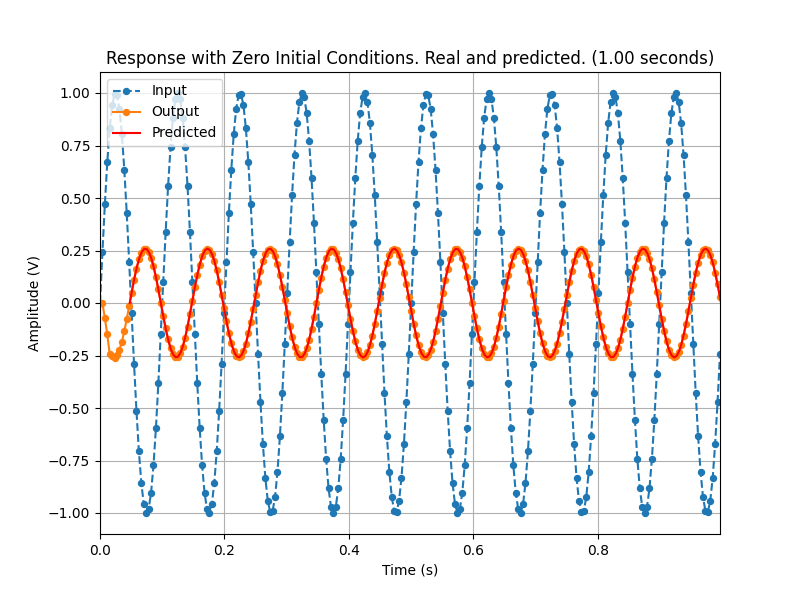 Response with Zero Initial Conditions. Real and predicted. (1.00 seconds)
Input
Output
Predicted
1.00
0.75
0.50
0.25
0.00
−0.25
−0.50
−0.75
−1.00
Amplitude (V)
0.0 0.2 0.4 0.6 0.8
Time (s)